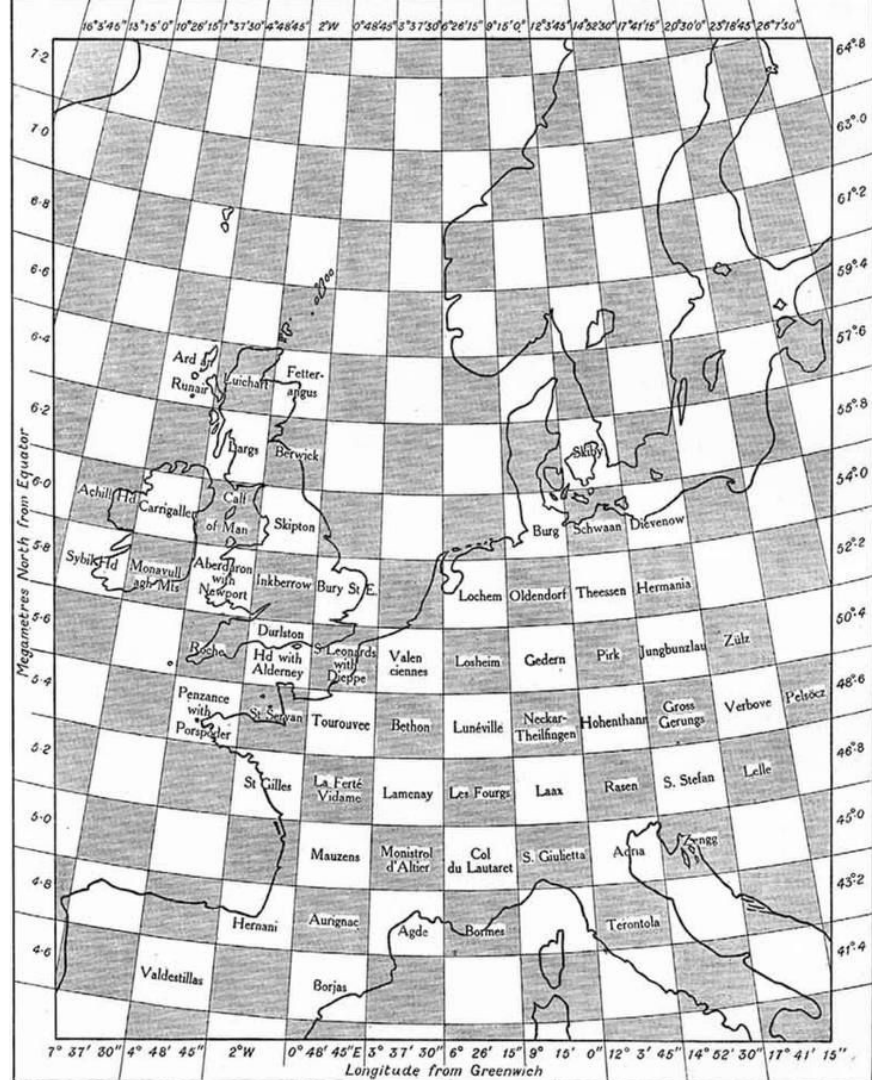 16°3'45" 13°15'0" 10°26'15" 7°37'30" 4°48'45" 2°W 0°48'45" 3°37'30" 6°26'15" 9°15'0" 12°3'45" 14°52'30" 17°41'15" 20°30'0" 23°18'45" 26°7'30"
7·2
64°·8
7·0
63°·0
6·8
61°·2
6·6
59°·4
6·4
57°·6
6·2
55°·8
6·0
54°·0
5·8
52°·2
5·6
50°·4
5·4
48°·6
5·2
46°·8
5·0
45°·0
4·8
43°·2
4·6
41°·4
Megametres North from Equator
Ard an
Runair
Luichart
Fetter-
angus
Largs
Berwick
Skiby
Achill Hd
Carrigallen
Calf
of Man
Skipton
Burg
Schwaan
Dievenow
Sybil Hd
Monavull
agh Mts
Aberdaron
with
Newport
Inkberrow
Bury St E.
Lochem
Oldendorf
Theessen
Hermania
Roche
Durlston
Hd with
Alderney
St Leonards
with
Dieppe
Valen
ciennes
Losheim
Gedern
Pirk
Jungbunzlau
Zülz
Penzance
with
Porspoder
St Servan
Tourouvee
Bethon
Lunéville
Neckar-
Theilfingen
Hohenthann
Gross
Gerungs
Verbove
Pelsöcz
St Gilles
La Ferté
Vidame
Lamenay
Les Fourgs
Laax
Rasen
S. Stefan
Lelle
Mauzens
Monistrol
d'Altier
Col
du Lautaret
S. Giulietta
Adria
Zengg
Hernani
Aurignac
Agde
Bormes
Terontola
Valdestillas
Borjas
7° 37' 30" 4° 48' 45" 2°W 0° 48' 45"E 3° 37' 30" 6° 26' 15" 9° 15' 0" 12° 3' 45" 14° 52' 30" 17° 41' 15"
Longitude from Greenwich